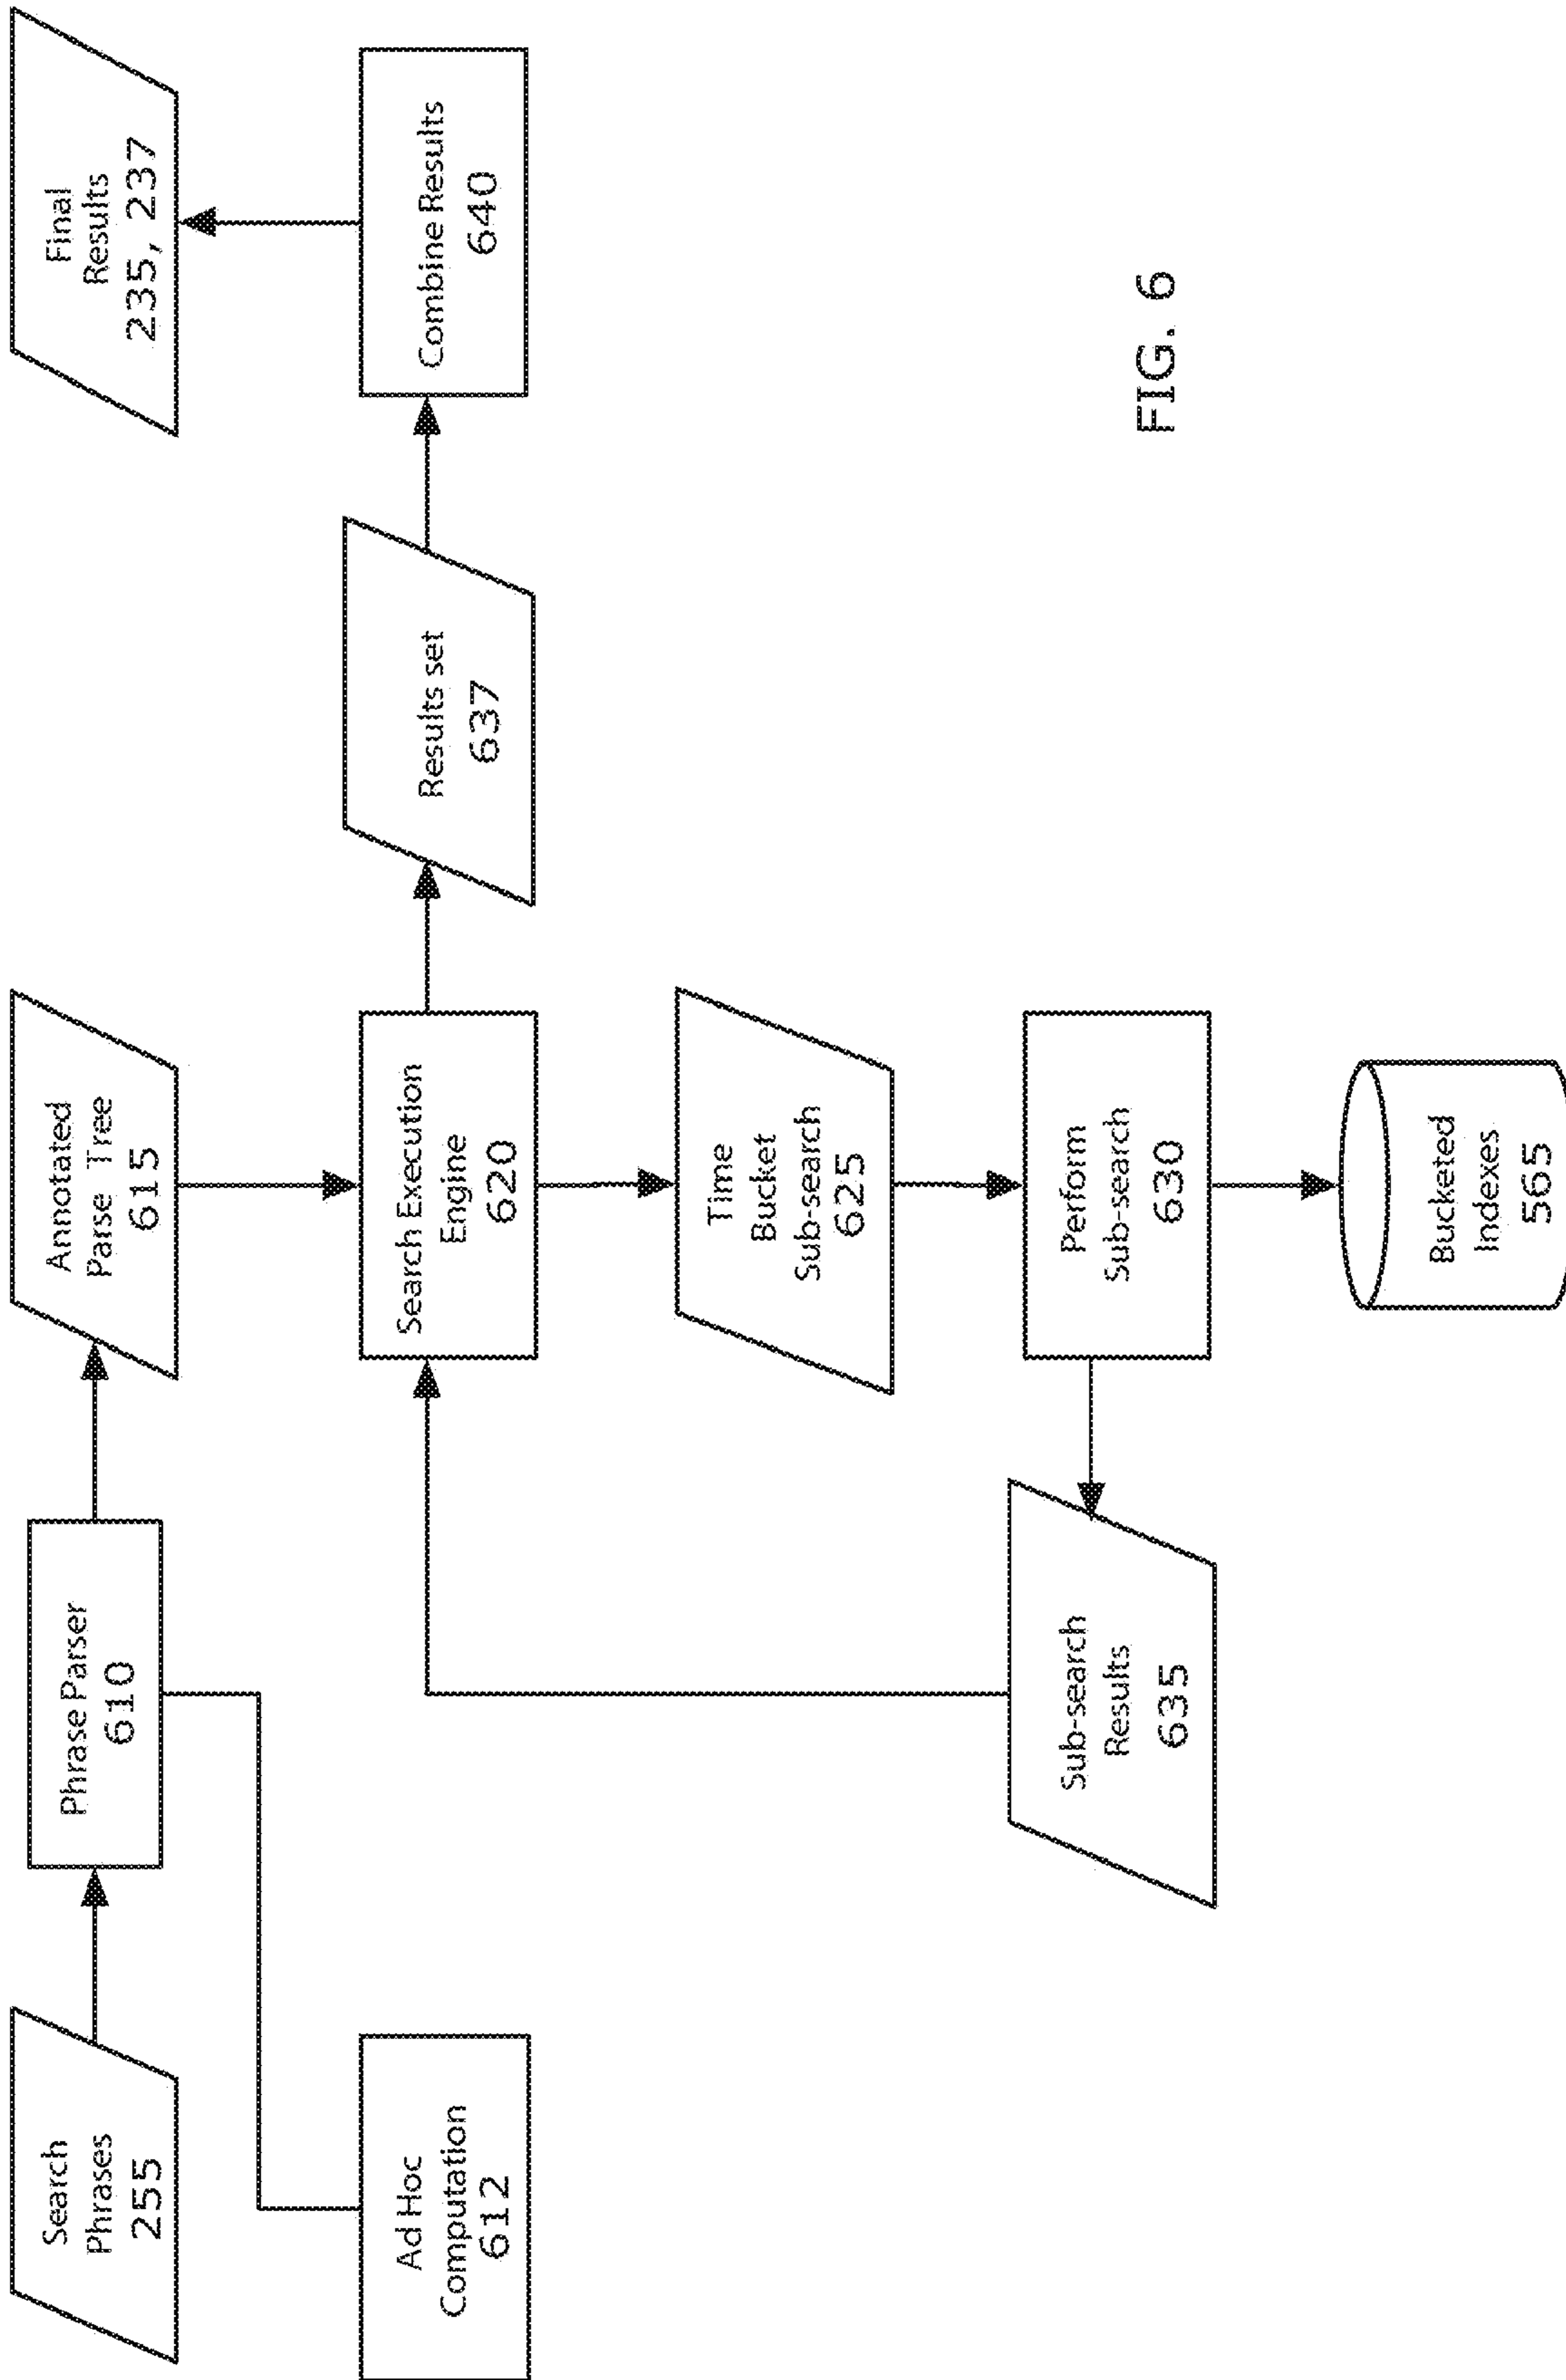 Search
Phrases
255
Phrase Parser
610
Annotated
Parse Tree
615
Final
Results
235, 237
Ad Hoc
Computation
612
Search Execution
Engine
620
Results set
637
Combine Results
640
Time
Bucket
Sub-search
625
Sub-search
Results
635
Perform
Sub-search
630
Bucketed
Indexes
565
FIG. 6